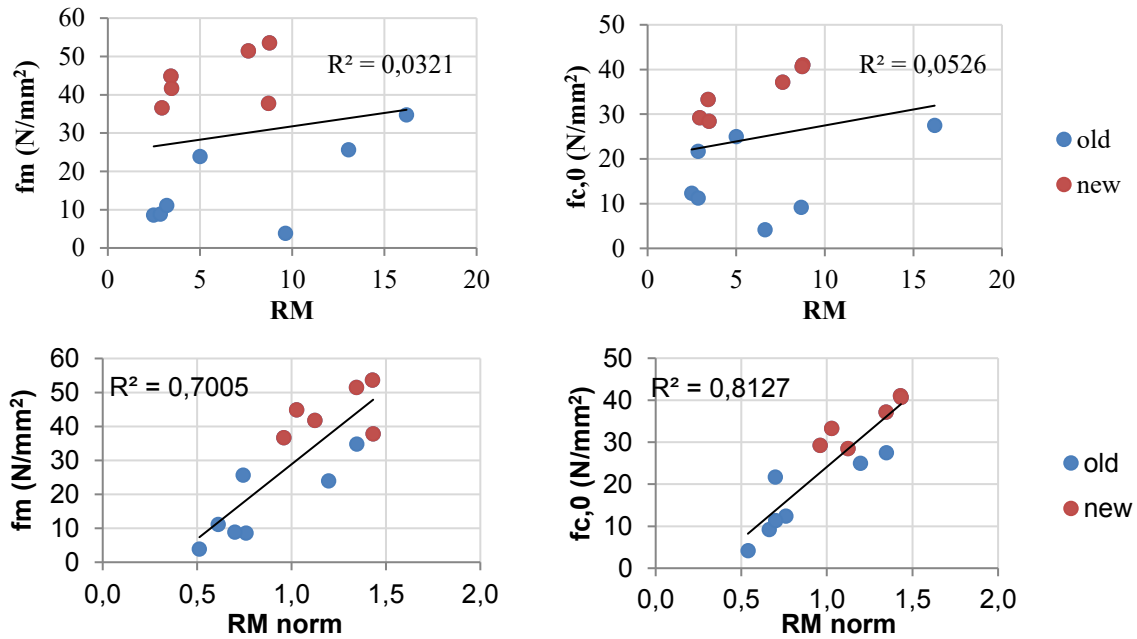 fm (N/mm²)
60
50
40
30
20
10
0
R² = 0,0321
0 5 10 15 20
RM
fc,0 (N/mm²)
50
40
30
20
10
0
R² = 0,0526
0 5 10 15 20
RM
old
new
fm (N/mm²)
60
50
40
30
20
10
0
R² = 0,7005
0,0 0,5 1,0 1,5 2,0
RM norm
fc,0 (N/mm²)
50
40
30
20
10
0
R² = 0,8127
0,0 0,5 1,0 1,5 2,0
RM norm
old
new